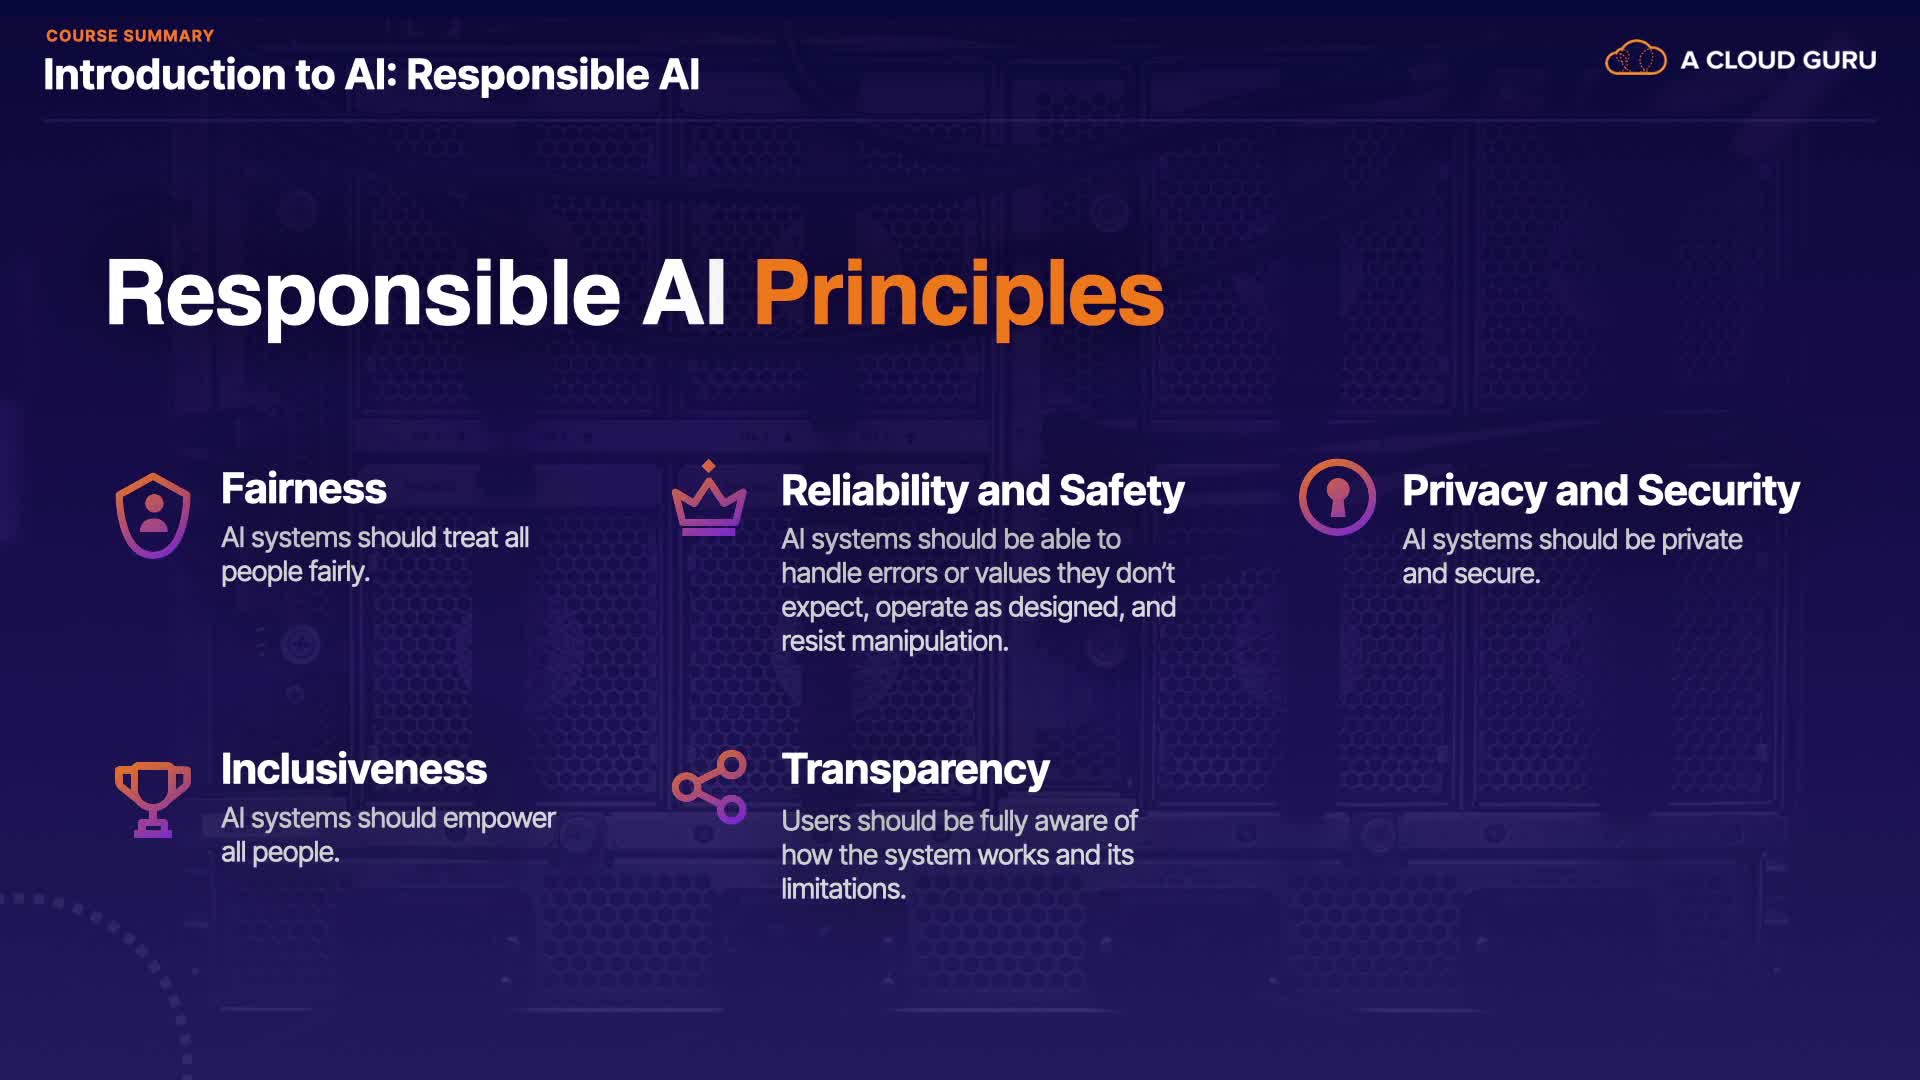 COURSE SUMMARY
Introduction to AI: Responsible AI
A CLOUD GURU
Responsible AI Principles
Fairness
AI systems should treat all
people fairly.
Reliability and Safety
AI systems should be able to
handle errors or values they don’t
expect, operate as designed, and
resist manipulation.
Privacy and Security
AI systems should be private
and secure.
Inclusiveness
AI systems should empower
all people.
Transparency
Users should be fully aware of
how the system works and its
limitations.